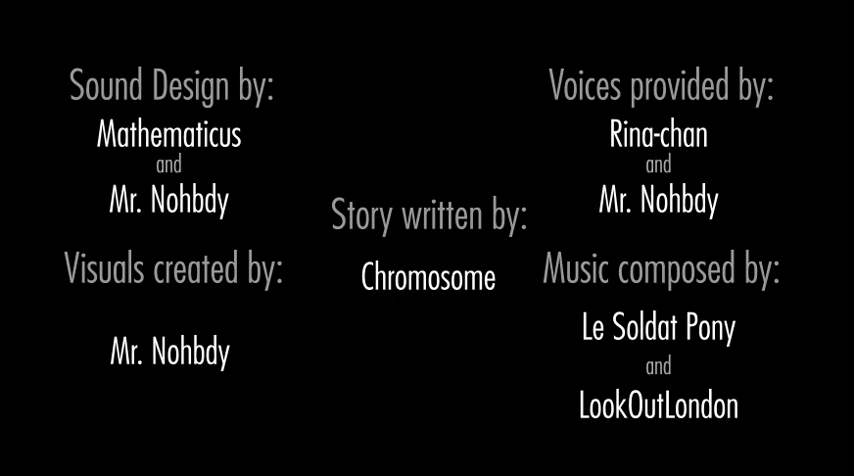 Sound Design by:
Mathematicus
and
Mr. Nohbdy
Visuals created by:
Mr. Nohbdy
Story written by:
Chromosome
Voices provided by:
Rina-chan
and
Mr. Nohbdy
Music composed by:
Le Soldat Pony
and
LookOutLondon